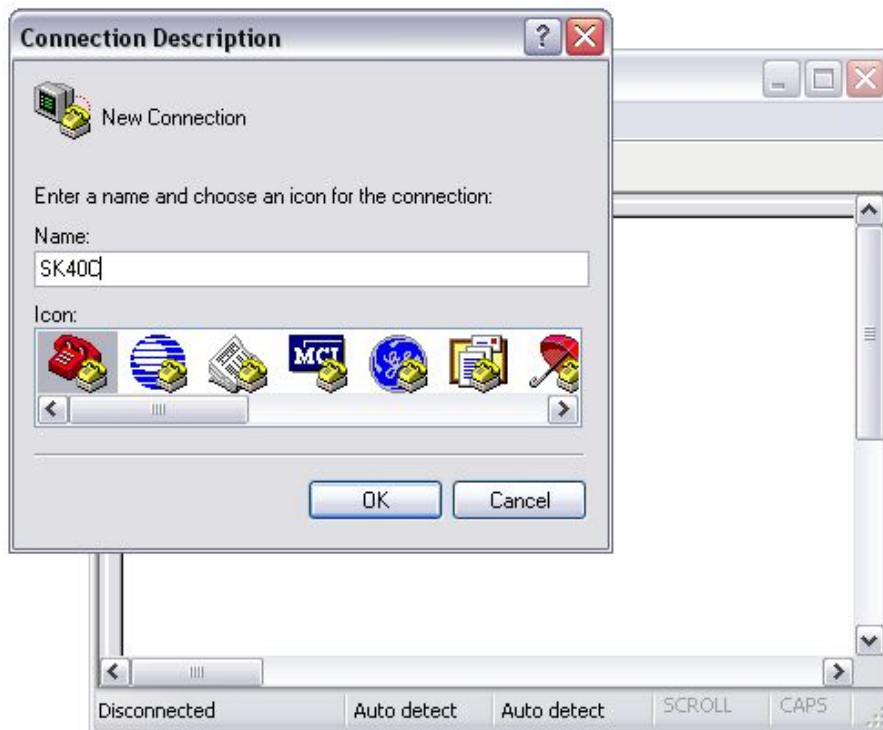 Connection Description
New Connection
Enter a name and choose an icon for the connection:
Name:
SK40C
Icon:
MCI
OK Cancel
Disconnected Auto detect Auto detect SCROLL CAPS